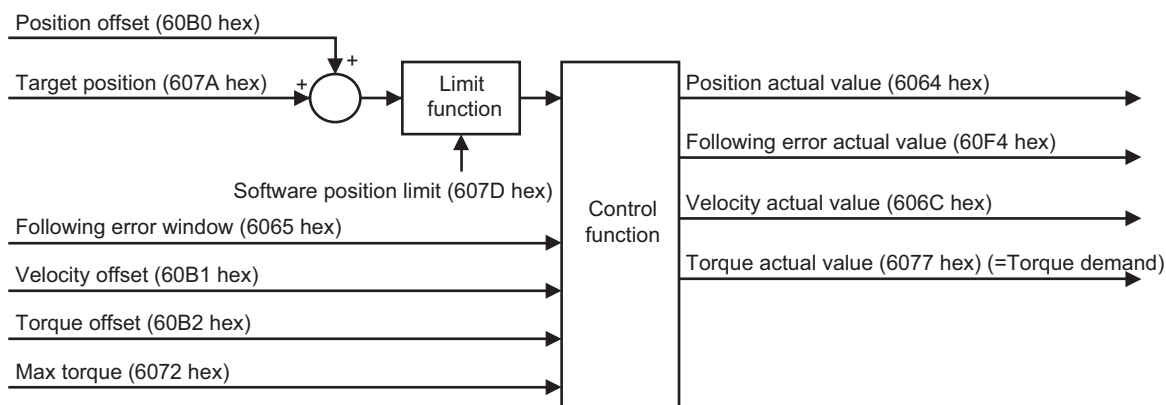 Position offset (60B0 hex)
+
Target position (607A hex)
+
Limit
function
Software position limit (607D hex)
Following error window (6065 hex)
Velocity offset (60B1 hex)
Torque offset (60B2 hex)
Max torque (6072 hex)
Control
function
Position actual value (6064 hex)
Following error actual value (60F4 hex)
Velocity actual value (606C hex)
Torque actual value (6077 hex) (=Torque demand)